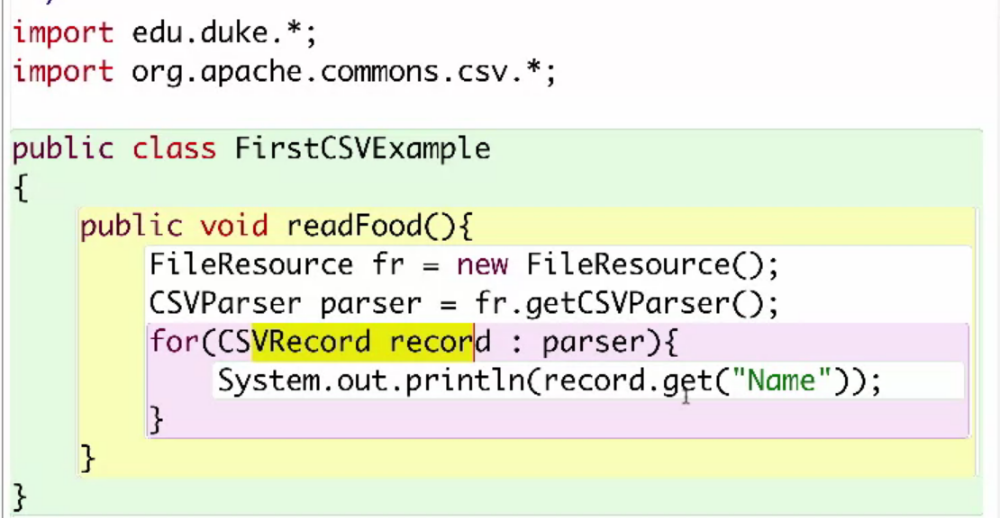 import edu.duke.*;
import org.apache.commons.csv.*;
public class FirstCSVExample
{
public void readFood(){
FileResource fr = new FileResource();
CSVParser parser = fr.getCSVParser();
for(CSVRecord record : parser){
System.out.println(record.get("Name"));
}
}
}